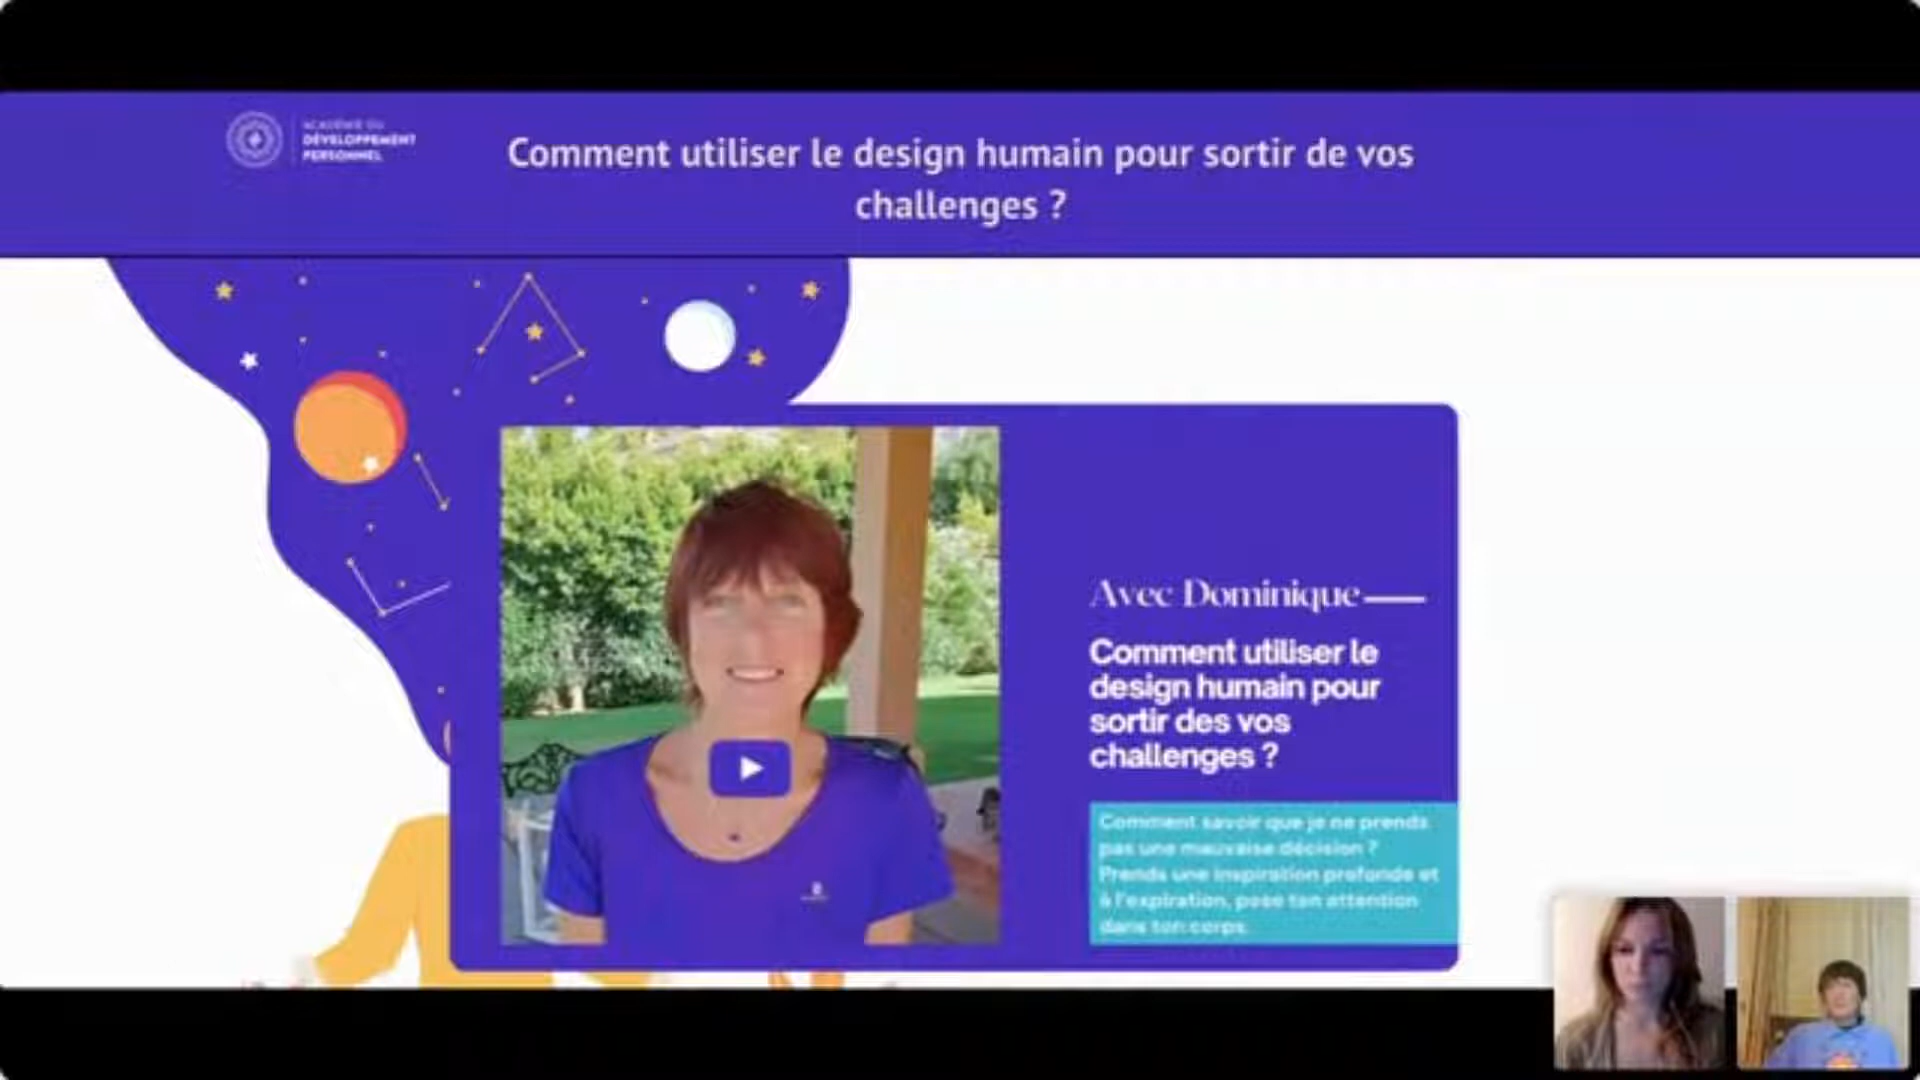 ACADÉMIE DU
DÉVELOPPEMENT
PERSONNEL
Comment utiliser le design humain pour sortir de vos
challenges ?
Avec Dominique
Comment utiliser le
design humain pour
sortir des vos
challenges ?
Comment savoir que je ne prends
pas une mauvaise décision ?
Prends une inspiration profonde et
à l'expiration, pose ton attention
dans ton corps.